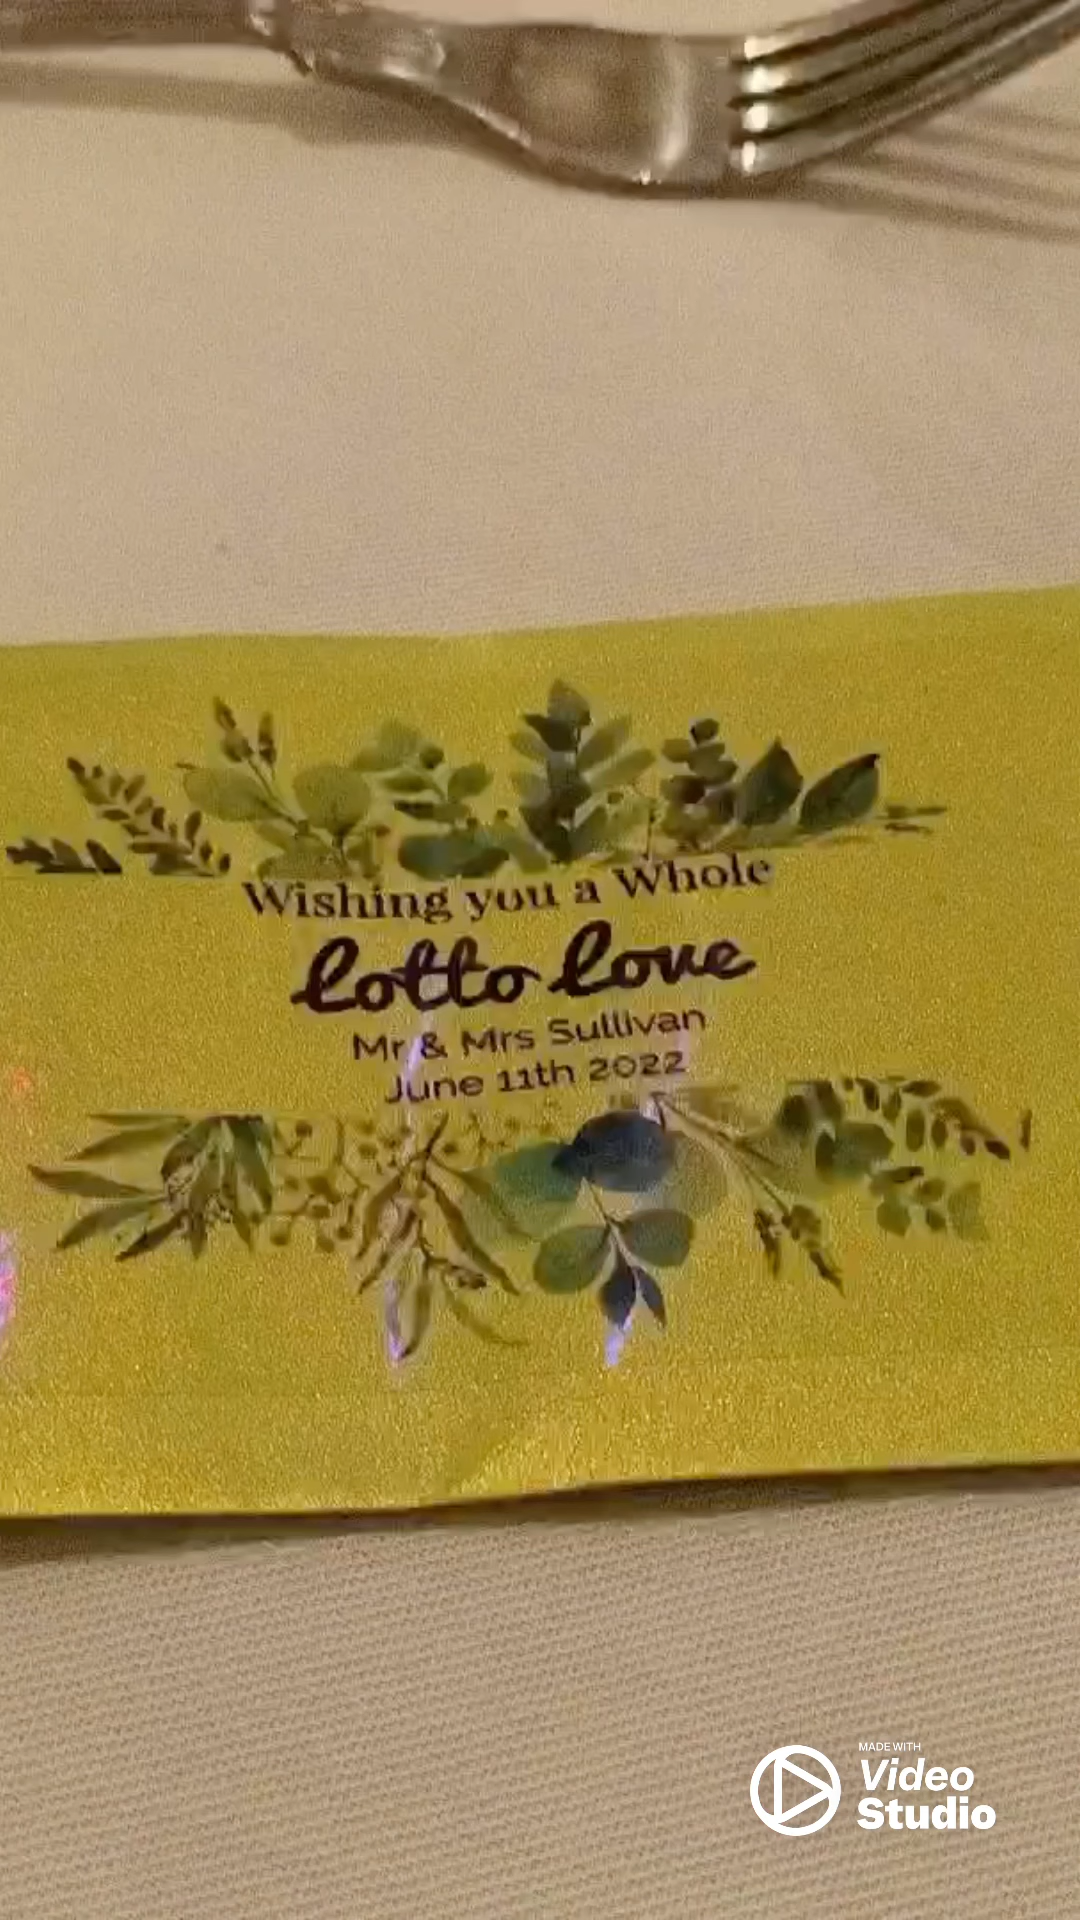 Wishing you a Whole
lotto love
Mr & Mrs Sullivan
June 11th 2022
MADE WITH
Video
Studio